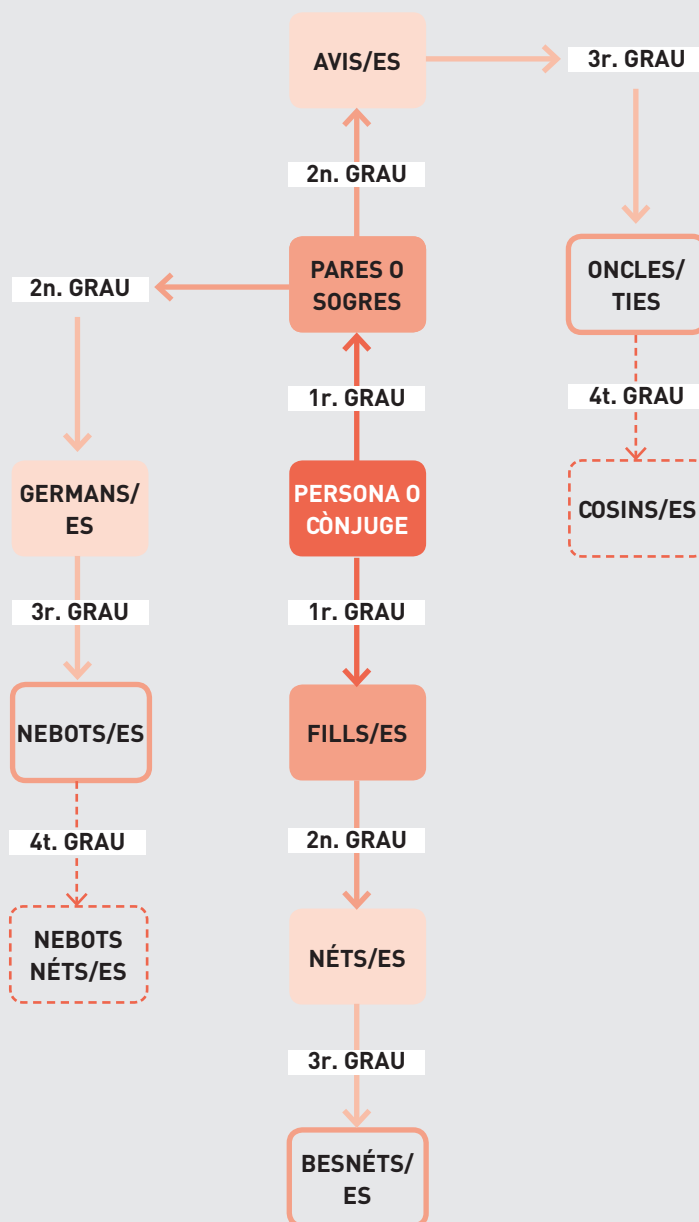 AVIS/ES
3r. GRAU
2n. GRAU
PARES O
SOGRES
ONCLES/
TIES
2n. GRAU
1r. GRAU
4t. GRAU
GERMANS/
ES
PERSONA O
CÒNJUGE
COSINS/ES
3r. GRAU
1r. GRAU
NEBOTS/ES
FILLS/ES
4t. GRAU
2n. GRAU
NEBOTS
NÉTS/ES
NÉTS/ES
3r. GRAU
BESNÉTS/
ES